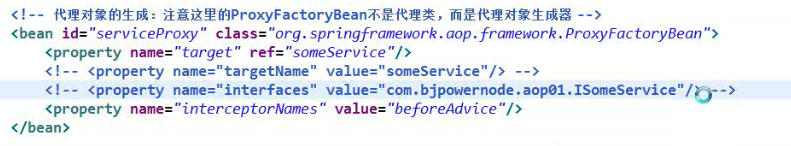 <!-- 代理对象的生成：注意这里的ProxyFactoryBean不是代理类，而是代理对象生成器 -->
<bean id="serviceProxy" class="org.springframework.aop.framework.ProxyFactoryBean">
<property name="target" ref="someService"/>
<!-- <property name="targetName" value="someService"/> -->
<!-- <property name="interfaces" value="com.bjpowernode.aop01.ISomeService"/> -->
<property name="interceptorNames" value="beforeAdvice"/>
</bean>